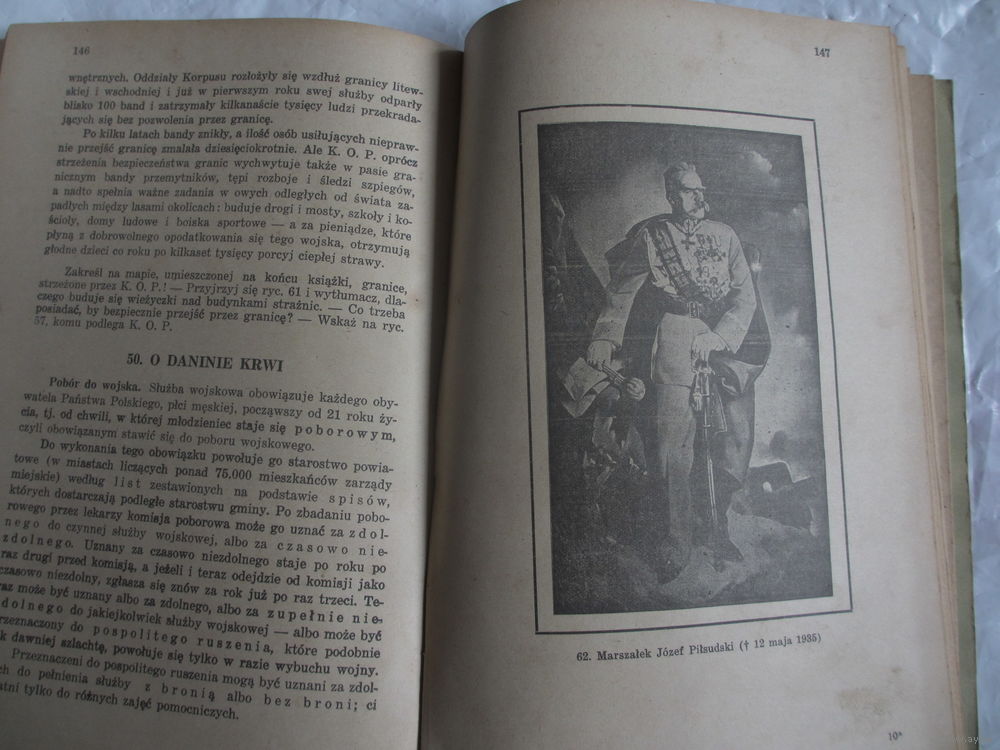 146
wnętrznych. Oddziały Korpusu rozłożyły się wzdłuż granicy litew-
skiej i wschodniej i już w pierwszym roku swej służby odparły
blisko 100 band i zatrzymały kilkanaście tysięcy ludzi przekrada-
jących się bez pozwolenia przez granicę.
Po kilku latach bandy znikły, a ilość osób usiłujących niepraw-
nie przejść granicę zmalała dziesięciokrotnie. Ale K. O. P. oprócz
strzeżenia bezpieczeństwa granic wychwytuje także w pasie gra-
nicznym bandy przemytników, tępi rozboje i śledzi szpiegów,
a nadto spełnia ważne zadania w owych odległych od świata za-
padłych między lasami okolicach: buduje drogi i mosty, szkoły i ko-
ścioły, domy ludowe i boiska sportowe — a za pieniądze, które
płyną z dobrowolnego opodatkowania się tego wojska, otrzymują
głodne dzieci co roku po kilkaset tysięcy porcyj ciepłej strawy.
Zakreśl na mapie, umieszczonej na końcu książki, granice,
strzeżone przez K. O. P.! — Przyjrzyj się ryc. 61 i wytłumacz, dla-
czego buduje się wieżyczki nad budynkami strażnic. — Co trzeba
posiadać, by bezpiecznie przejść przez granicę? — Wskaż na ryc.
57, komu podlega K. O. P.
50. O DANINIE KRWI
Pobór do wojska. Służba wojskowa obowiązuje każdego oby-
watela Państwa Polskiego, płci męskiej, począwszy od 21 roku ży-
cia, tj. od chwili, w której młodzieniec staje się poborowym,
czyli obowiązanym stawić się do poboru wojskowego.
Do wykonania tego obowiązku powołuje go starostwo powia-
towe (w miastach liczących ponad 75.000 mieszkańców zarządy
miejskie) według list zestawionych na podstawie spisów,
których dostarczają podległe starostwu gminy. Po zbadaniu pobo-
rowego przez lekarzy komisja poborowa może go uznać za zdol-
nego do czynnej służby wojskowej, albo za czasowo nie-
zdolnego. Uznany za czasowo niezdolnego staje po roku po
raz drugi przed komisją, a jeżeli i teraz odejdzie od komisji jako
czasowo niezdolny, zgłasza się znów za rok już po raz trzeci. Te-
raz może być uznany albo za zdolnego, albo za zupełnie nie-
zdolnego do jakiejkolwiek służby wojskowej — albo może być
przeznaczony do pospolitego ruszenia, które podobnie
k dawniej szlachtę, powołuje się tylko w razie wybuchu wojny.
Przeznaczeni do pospolitego ruszenia mogą być uznani za zdol-
ch do pełnienia służby z bronią albo bez broni; ci
atni tylko do różnych zajęć pomocniczych.
147
62. Marszałek Józef Piłsudski († 12 maja 1935)
10*